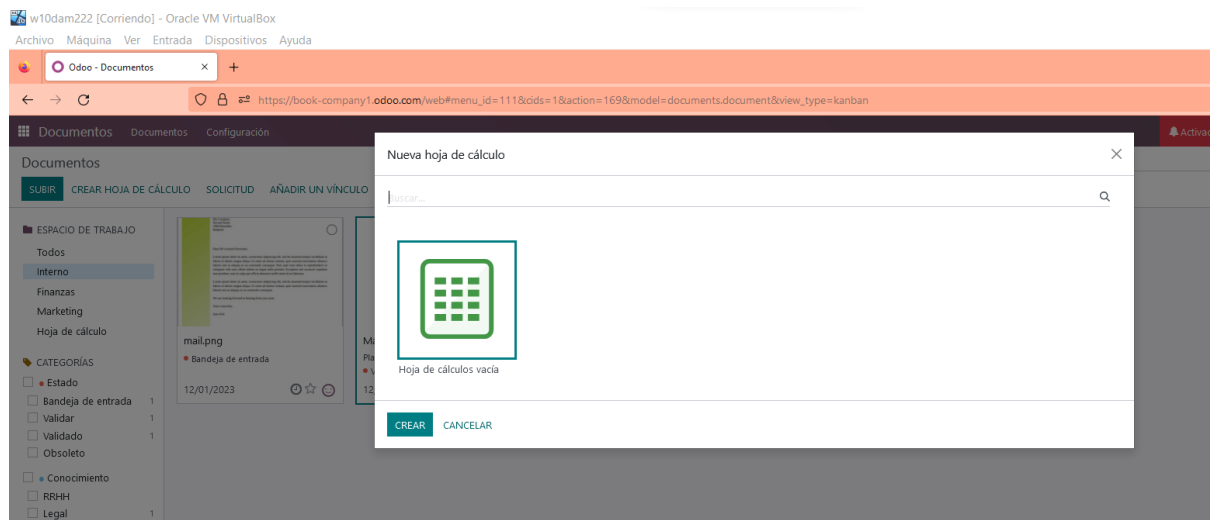 w10dam222 [Corriendo] - Oracle VM VirtualBox
Archivo Máquina Ver Entrada Dispositivos Ayuda
Odoo - Documentos
https://book-company1.odoo.com/web#menu_id=111&cids=1&action=169&model=documents.document&view_type=kanban
Documentos Documentos Configuración
Documentos
SUBIR CREAR HOJA DE CÁLCULO SOLICITUD AÑADIR UN VÍNCULO
ESPACIO DE TRABAJO
Todos
Interno
Finanzas
Marketing
Hoja de cálculo
CATEGORÍAS
Estado
Bandeja de entrada 1
Validar 1
Validado 1
Obsoleto
Conocimiento
RRHH
Legal 1
mail.png
Bandeja de entrada
12/01/2023
Nueva hoja de cálculo
Buscar...
Hoja de cálculos vacía
CREAR CANCELAR